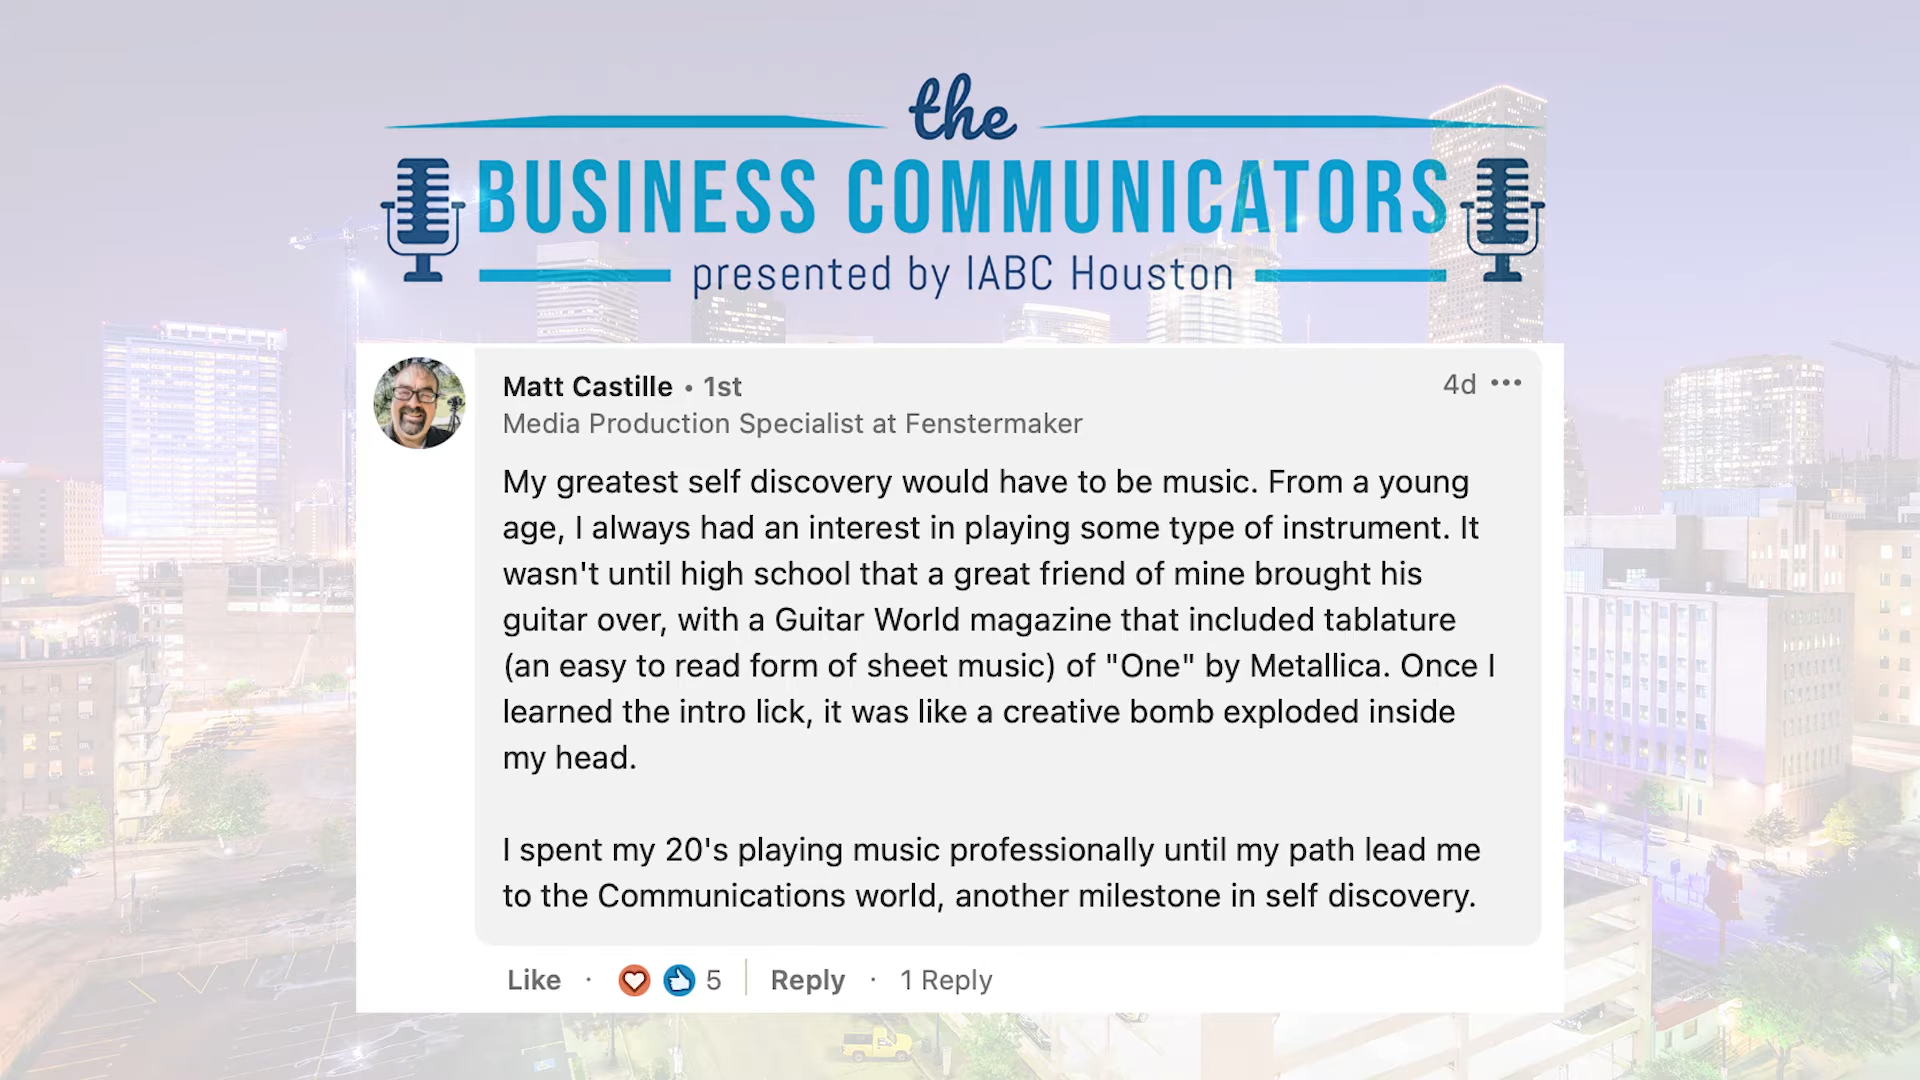 the
BUSINESS COMMUNICATORS
presented by IABC Houston
Matt Castille • 1st
4d •••
Media Production Specialist at Fenstermaker
My greatest self discovery would have to be music. From a young
age, I always had an interest in playing some type of instrument. It
wasn't until high school that a great friend of mine brought his
guitar over, with a Guitar World magazine that included tablature
(an easy to read form of sheet music) of "One" by Metallica. Once I
learned the intro lick, it was like a creative bomb exploded inside
my head.
I spent my 20's playing music professionally until my path lead me
to the Communications world, another milestone in self discovery.
Like · 5 Reply · 1 Reply